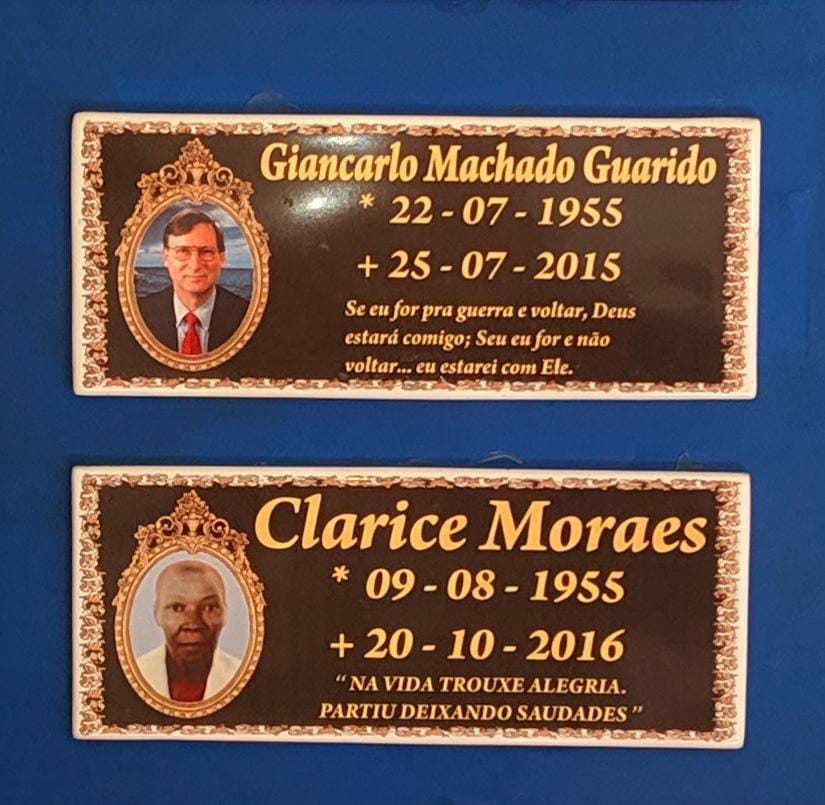 Giancarlo Machado Guarido
* 22 - 07 - 1955
+ 25 - 07 - 2015
Se eu for pra guerra e voltar, Deus
estará comigo; Seu eu for e não
voltar... eu estarei com Ele.
Clarice Moraes
* 09 - 08 - 1955
+ 20 - 10 - 2016
“ NA VIDA TROUXE ALEGRIA.
PARTIU DEIXANDO SAUDADES ”